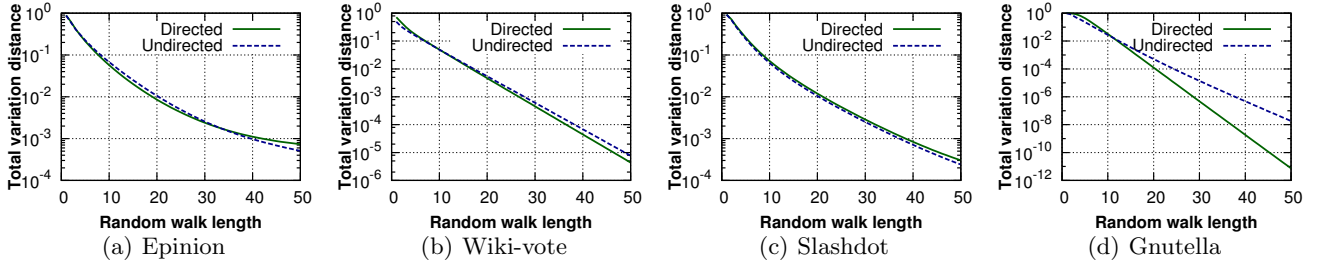 Total variation distance
10^0
10^-1
10^-2
10^-3
10^-4
0 10 20 30 40 50
Random walk length
Directed
Undirected
(a) Epinion
Total variation distance
10^0
10^-1
10^-2
10^-3
10^-4
10^-5
10^-6
0 10 20 30 40 50
Random walk length
Directed
Undirected
(b) Wiki-vote
Total variation distance
10^0
10^-1
10^-2
10^-3
10^-4
0 10 20 30 40 50
Random walk length
Directed
Undirected
(c) Slashdot
Total variation distance
10^0
10^-2
10^-4
10^-6
10^-8
10^-10
10^-12
0 10 20 30 40 50
Random walk length
Directed
Undirected
(d) Gnutella